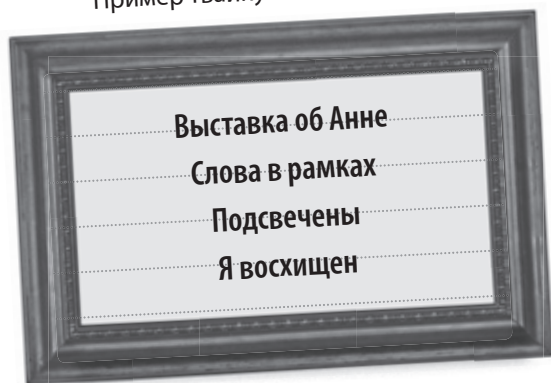 Выставка об Анне
Слова в рамках
Подсвечены
Я восхищен